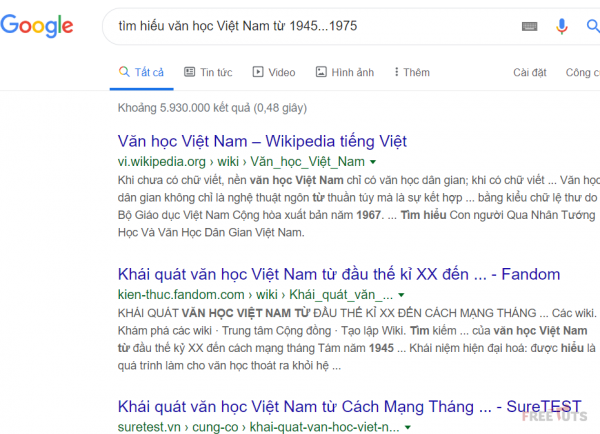 Google
tìm hiểu văn học Việt Nam từ 1945...1975
Tất cả
Tin tức
Video
Hình ảnh
Thêm
Cài đặt
Công c
Khoảng 5.930.000 kết quả (0,48 giây)
Văn học Việt Nam – Wikipedia tiếng Việt
vi.wikipedia.org › wiki › Văn_học_Việt_Nam
Khi chưa có chữ viết, nền văn học Việt Nam chỉ có văn học dân gian; khi có chữ viết ... Văn học
dân gian không chỉ là nghệ thuật ngôn từ thuần túy mà là sự kết hợp ... bằng kiểu chữ lệ thư do
Bộ Giáo dục Việt Nam Cộng hòa xuất bản năm 1967. ... Tìm hiểu Con người Qua Nhân Tướng
Học Và Văn Học Dân Gian Việt Nam.
Khái quát văn học Việt Nam từ đầu thế kỉ XX đến ... - Fandom
kien-thuc.fandom.com › wiki › Khái_quát_văn_...
KHÁI QUÁT VĂN HỌC VIỆT NAM TỪ ĐẦU THẾ KỈ XX ĐẾN CÁCH MẠNG THÁNG ... Các wiki.
Khám phá các wiki · Trung tâm Cộng đồng · Tạo lập Wiki. Tìm kiếm ... của văn học Việt Nam
từ đầu thế kỷ XX đến cách mạng tháng Tám năm 1945 ... Khái niệm hiện đại hoá: được hiểu là
quá trình làm cho văn học thoát ra khỏi hệ ...
Khái quát văn học Việt Nam từ Cách Mạng Tháng ... - SureTEST
suretest.vn › cung-co › khai-quat-van-hoc-viet-n...
FREETUTS